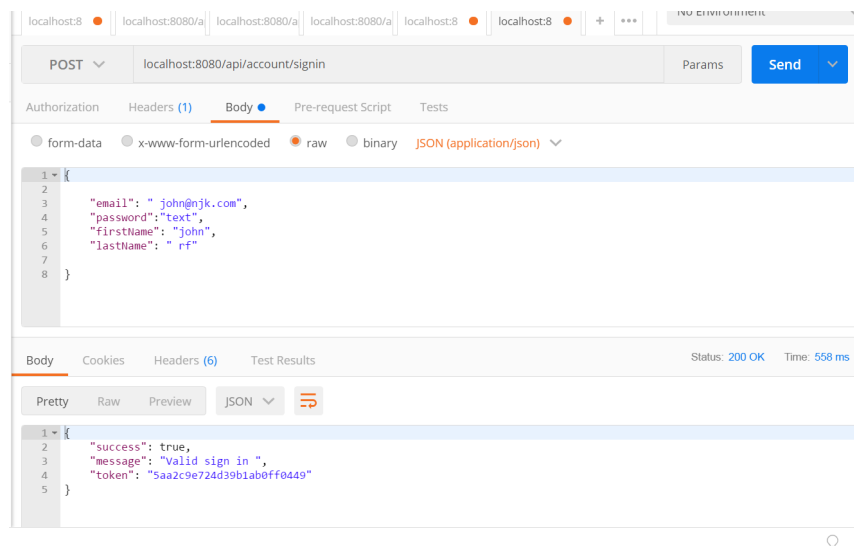 localhost:8 localhost:8080/a localhost:8080/a localhost:8080/a localhost:8 localhost:8 + ••• No Environment
POST localhost:8080/api/account/signin Params Send
Authorization Headers (1) Body Pre-request Script Tests
form-data x-www-form-urlencoded raw binary JSON (application/json)
1 {
2
3 "email": " john@njk.com",
4 "password":"text",
5 "firstName": "john",
6 "lastName": " rf"
7
8 }
Body Cookies Headers (6) Test Results Status: 200 OK Time: 558 ms
Pretty Raw Preview JSON
1 {
2 "success": true,
3 "message": "Valid sign in ",
4 "token": "5aa2c9e724d39b1ab0ff0449"
5 }